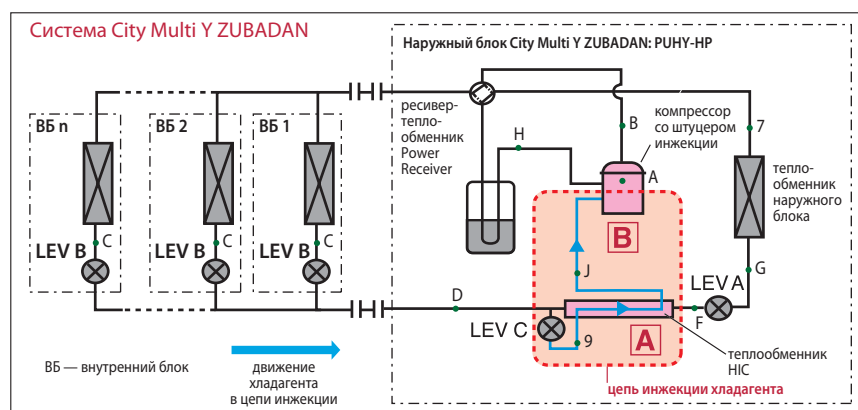 Система City Multi Y ZUBADAN
Наружный блок City Multi Y ZUBADAN: PUHY-HP
ресивер-
тепло-
обменник
Power
Receiver
компрессор
со штуцером
инжекции
B
7
H
A
ВБ n
ВБ 2
ВБ 1
тепло-
обменник
наружного
блока
B
C
C
C
LEV B
LEV B
LEV B
J
G
LEV A
D
F
LEV C
9
A
теплообменник
HIC
ВБ — внутренний блок
движение
хладагента
в цепи инжекции
цепь инжекции хладагента